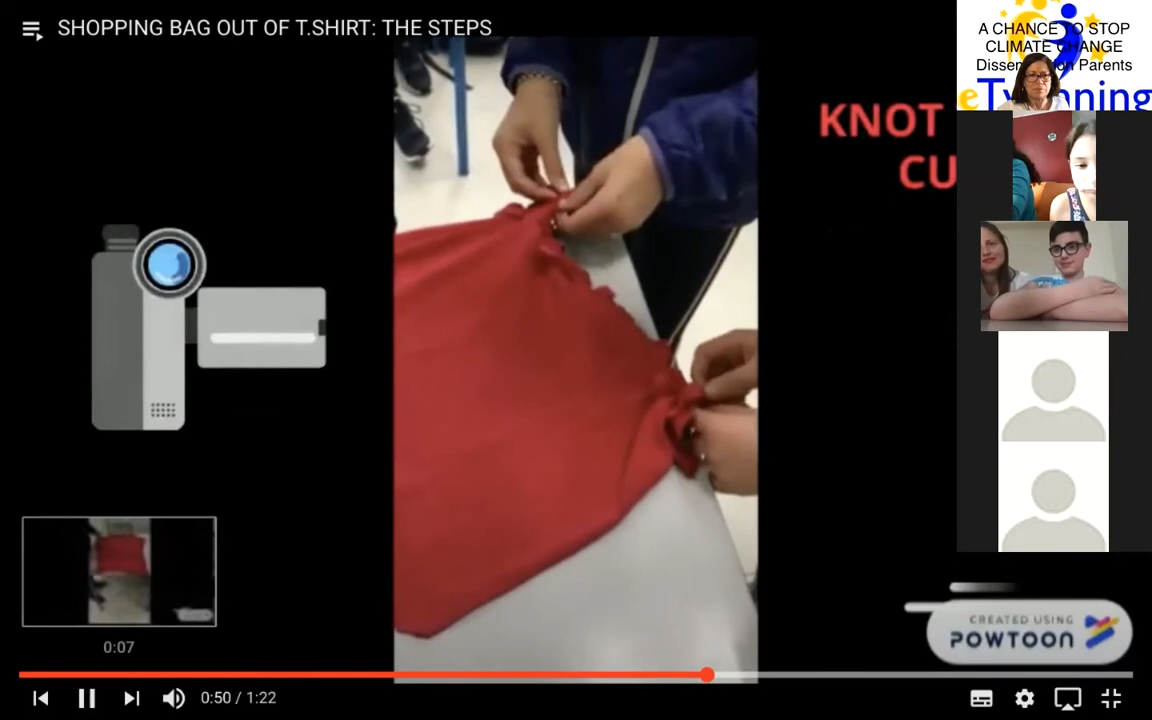 SHOPPING BAG OUT OF T.SHIRT: THE STEPS
A CHANCE TO STOP
CLIMATE CHANGE
Parents
KNOT
CU
0:07
CREATED USING
POWTOON
0:50 / 1:22